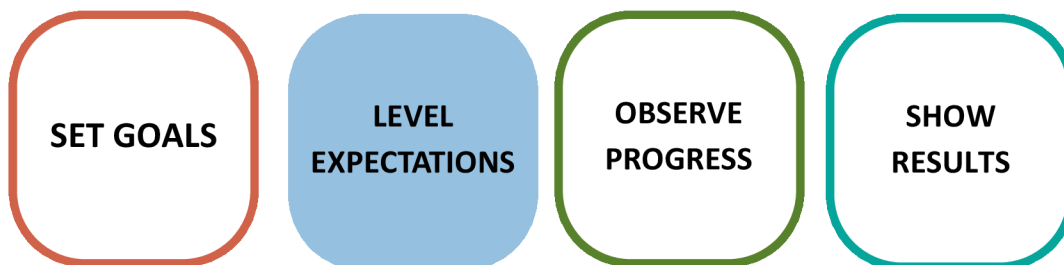 SET GOALS
LEVEL
EXPECTATIONS
OBSERVE
PROGRESS
SHOW
RESULTS